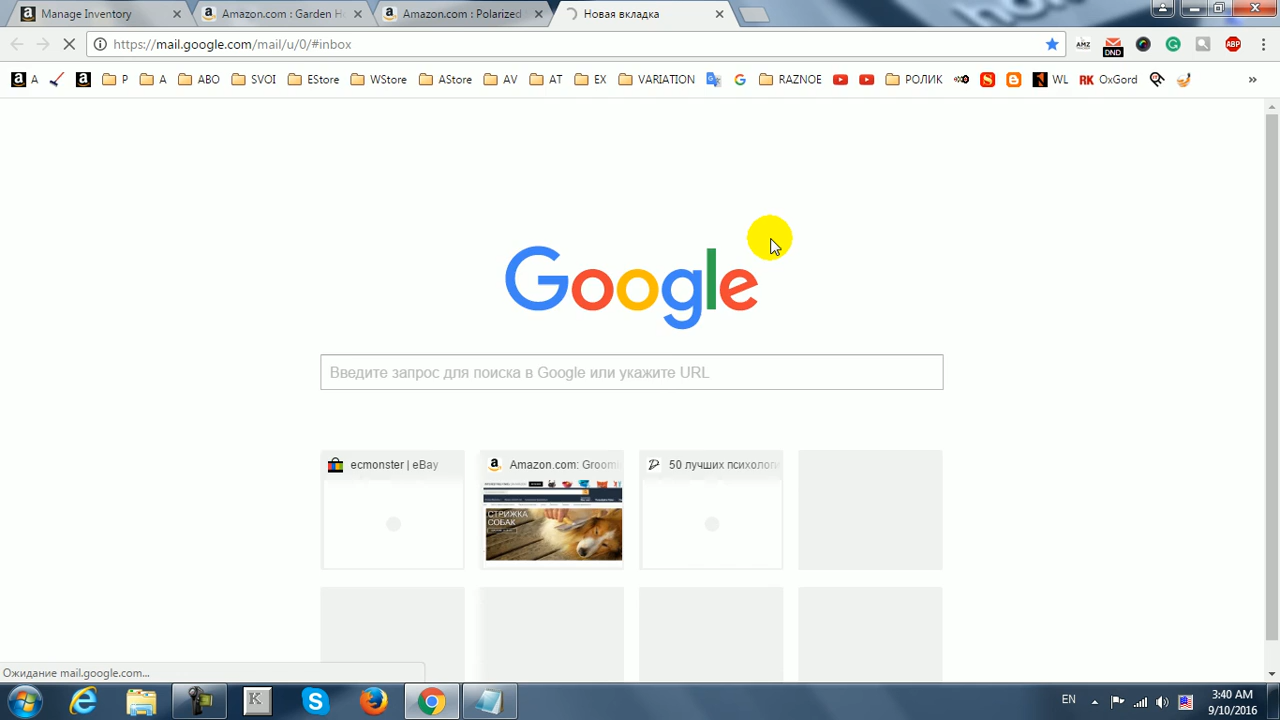 Manage Inventory
Amazon.com : Garden Ho
Amazon.com : Polarized
Новая вкладка
https://mail.google.com/mail/u/0/#inbox
AMZ
DND
ABP
A
P
A
ABO
SVOI
EStore
WStore
AStore
AV
AT
EX
VARIATION
RAZNOE
РОЛИК
WL
RK
OxGord
»
Google
Введите запрос для поиска в Google или укажите URL
ecmonster | eBay
Amazon.com: Groomi
50 лучших психолог
СТРИЖКА
СОБАК
Ожидание mail.google.com...
EN
3:40 AM
9/10/2016